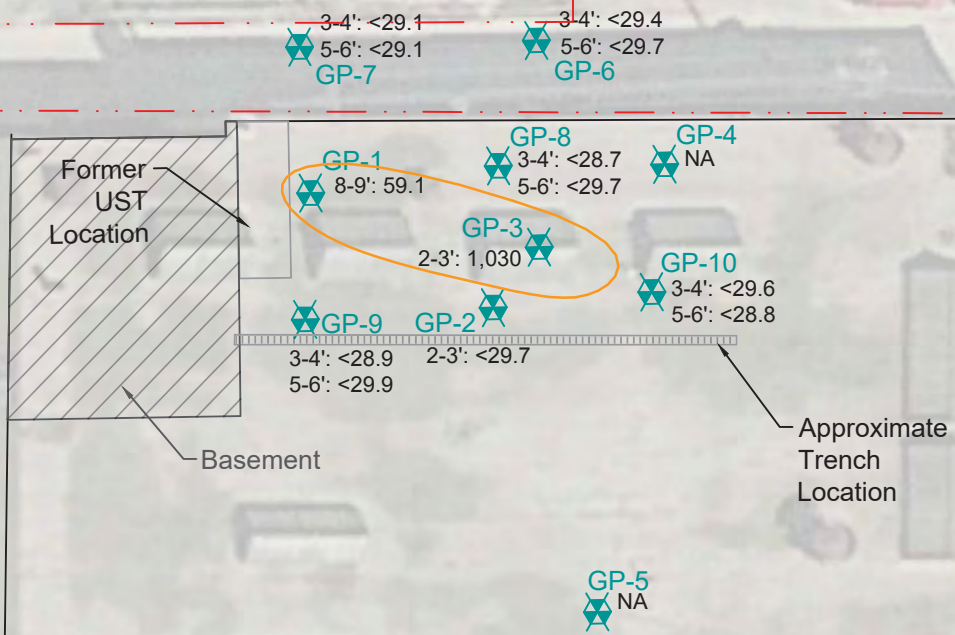 3-4': <29.1
5-6': <29.1
GP-7
3-4': <29.4
5-6': <29.7
GP-6
GP-8
3-4': <28.7
5-6': <29.7
GP-4
NA
Former
UST
Location
GP-1
8-9': 59.1
GP-3
2-3': 1,030
GP-10
3-4': <29.6
5-6': <28.8
GP-9
3-4': <28.9
5-6': <29.9
GP-2
2-3': <29.7
Basement
Approximate
Trench
Location
GP-5
NA